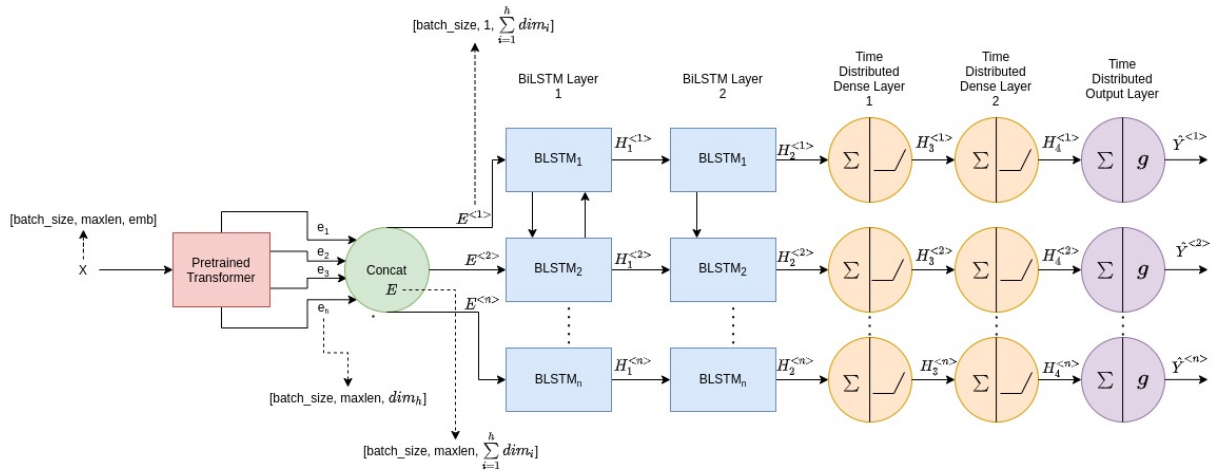 [batch_size, 1, \sum_{i=1}^{h} dim_i]
BiLSTM Layer
1
BiLSTM Layer
2
Time
Distributed
Dense Layer
1
Time
Distributed
Dense Layer
2
Time
Distributed
Output Layer
[batch_size, maxlen, emb]
X
Pretrained
Transformer
e_1
e_2
e_3
e_h
Concat
E
[batch_size, maxlen, dim_h]
[batch_size, maxlen, \sum_{i=1}^{h} dim_i]
E^{<1>}
BLSTM_1
H_1^{<1>}
BLSTM_1
H_2^{<1>}
Σ
H_3^{<1>}
Σ
H_4^{<1>}
Σ g
Ŷ^{<1>}
E^{<2>}
BLSTM_2
H_1^{<2>}
BLSTM_2
H_2^{<2>}
Σ
H_3^{<2>}
Σ
H_4^{<2>}
Σ g
Ŷ^{<2>}
E^{<n>}
BLSTM_n
H_1^{<n>}
BLSTM_n
H_2^{<n>}
Σ
H_3^{<n>}
Σ
H_4^{<n>}
Σ g
Ŷ^{<n>}